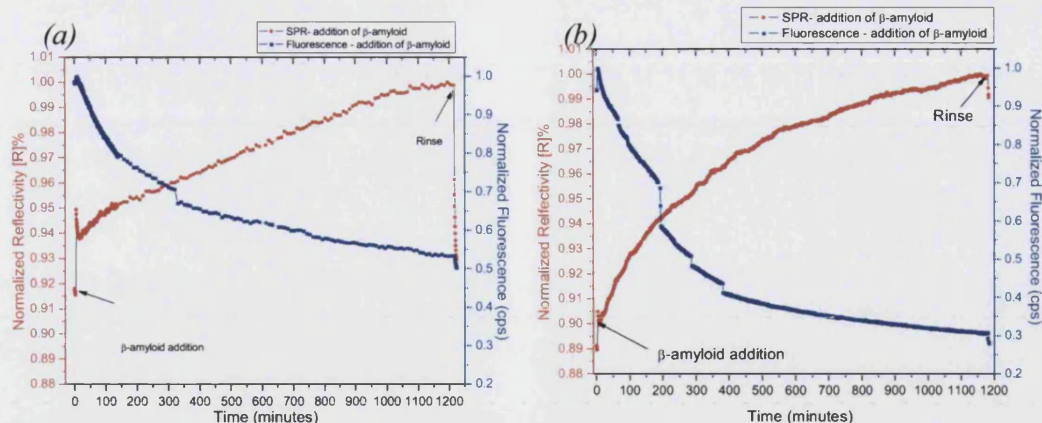 (a)
SPR- addition of β-amyloid
Fluorescence - addition of β-amyloid
1.01
1.00
0.99
0.98
0.97
0.96
0.95
0.94
0.93
0.92
0.91
0.90
0.89
0.88
Normalized Reflectivity [R]%
1.0
0.9
0.8
0.7
0.6
0.5
0.4
0.3
0.2
Normalized Fluorescence (cps)
Rinse
β-amyloid addition
0 100 200 300 400 500 600 700 800 900 1000 1100 1200
Time (minutes)
(b)
SPR- addition of β-amyloid
Fluorescence - addition of β-amyloid
1.01
1.00
0.99
0.98
0.97
0.96
0.95
0.94
0.93
0.92
0.91
0.90
0.89
0.88
Normalized Relfectivity [R]%
1.0
0.9
0.8
0.7
0.6
0.5
0.4
0.3
0.2
Normalized Fluorescence (cps)
Rinse
β-amyloid addition
0 100 200 300 400 500 600 700 800 900 1000 1100 1200
Time (minutes)